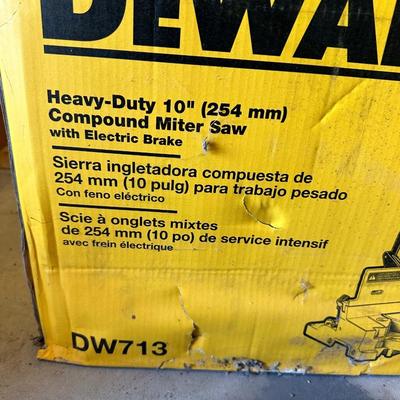 DEWAL
Heavy-Duty 10" (254 mm)
Compound Miter Saw
with Electric Brake
Sierra ingletadora compuesta de
254 mm (10 pulg) para trabajo pesado
Con feno eléctrico
Scie à onglets mixtes
de 254 mm (10 po) de service intensif
avec frein électrique
DW713